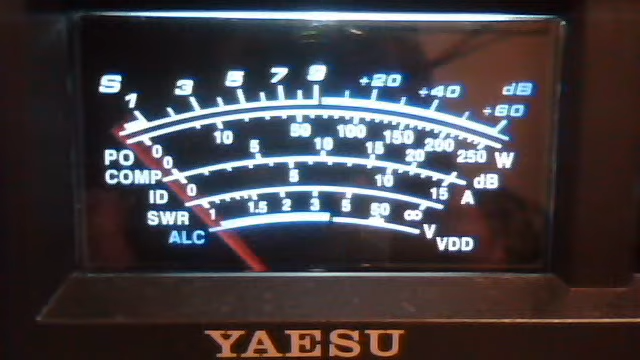 S 1 3 5 7 9 +20 +40 +60 dB
PO 0 10 50 100 150 200 250 W
COMP 0 5 10 15 20 dB
ID 0 5 10 15 A
SWR 1 1.5 2 3 5 50 ∞
ALC V VDD
YAESU